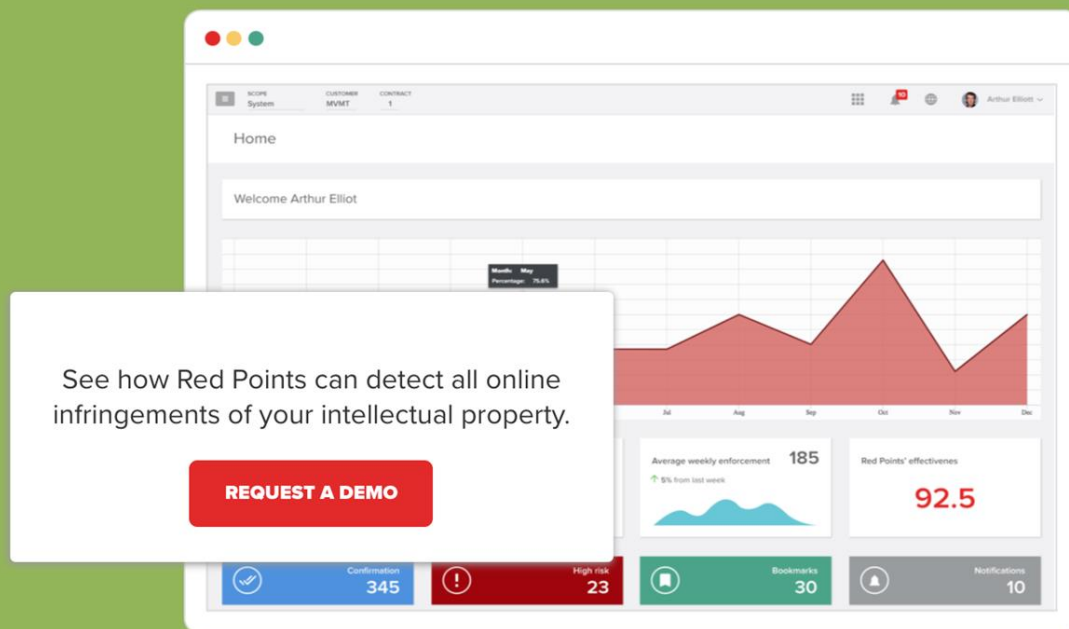 SCOPE
System
CUSTOMER
MVMT
CONTRACT
1
10
Arthur Elliott
Home
Welcome Arthur Elliot
Month: May
Percentage: 75.6%
See how Red Points can detect all online
infringements of your intellectual property.
REQUEST A DEMO
Jul Aug Sep Oct Nov Dec
Average weekly enforcement 185
5% from last week
Red Points' effectivenes
92.5
Confirmation
345
High risk
23
Bookmarks
30
Notifications
10